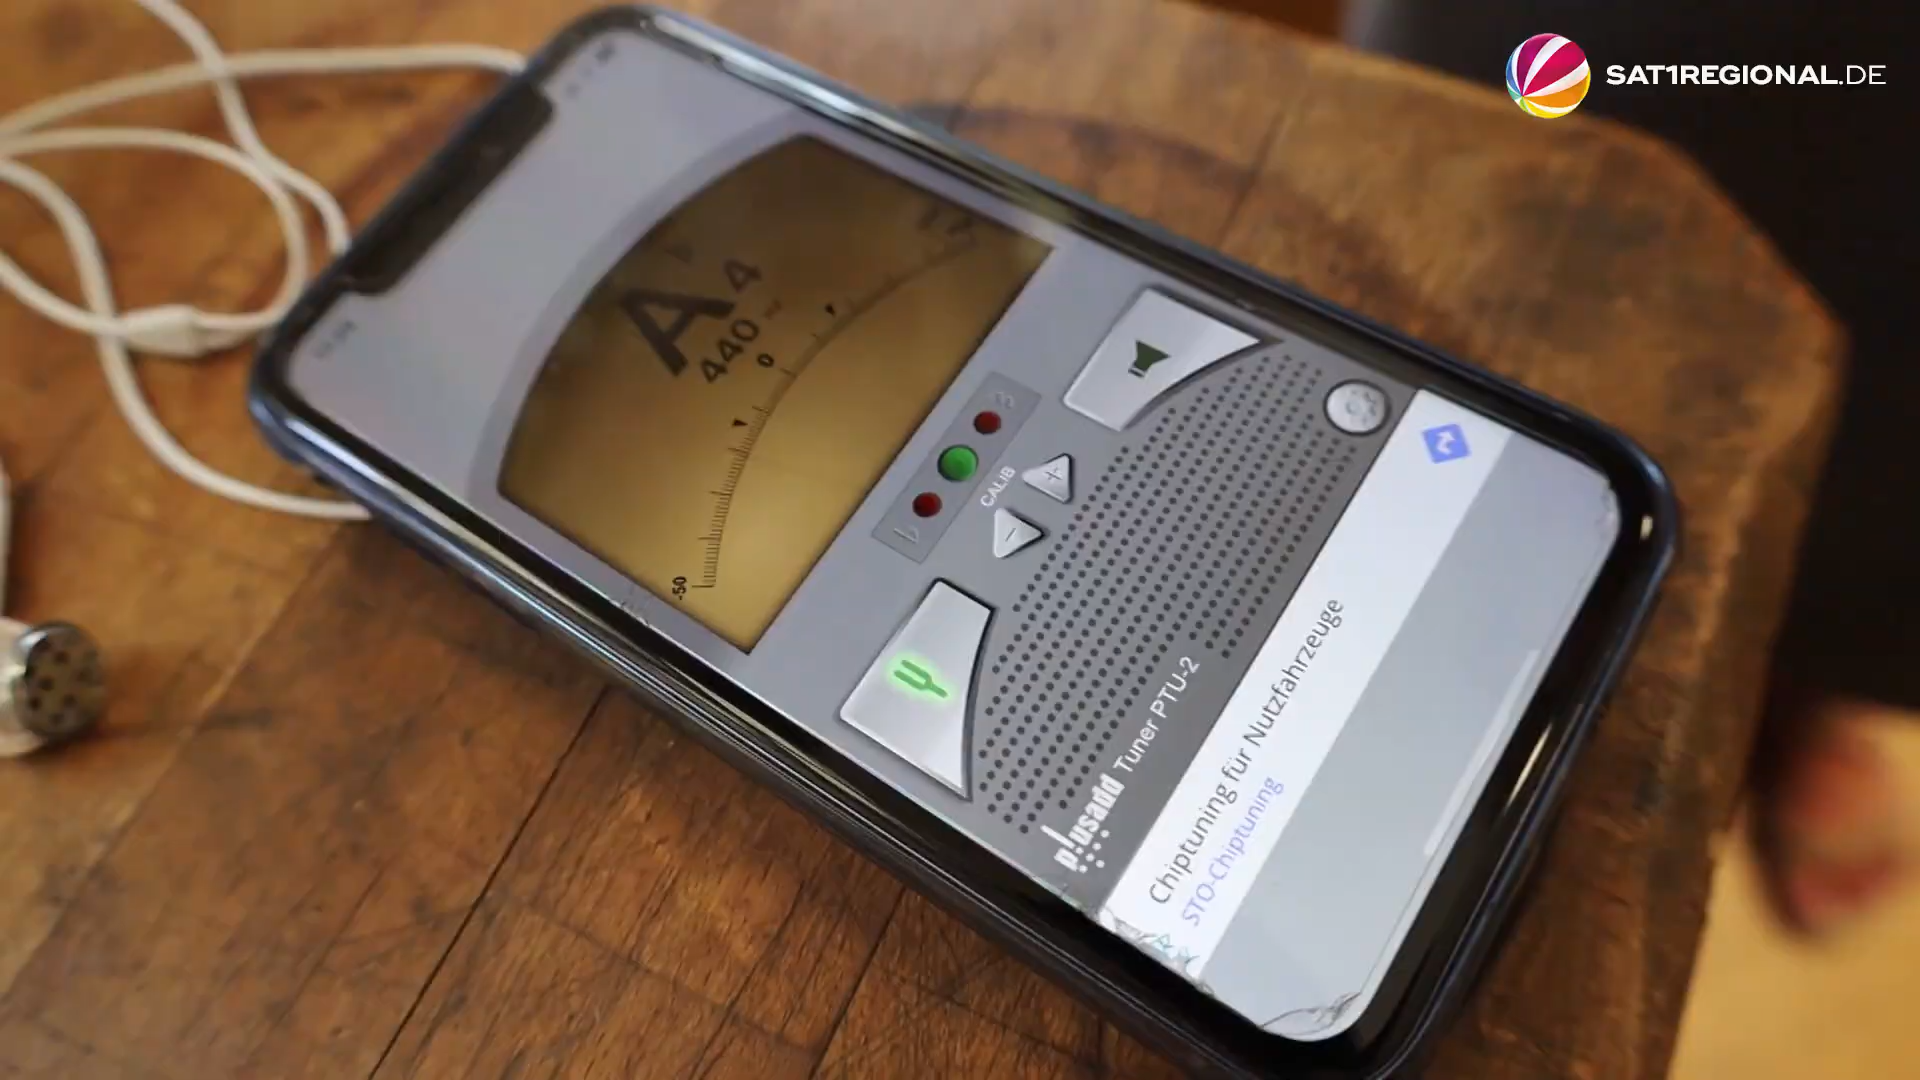 SAT1REGIONAL.DE
A4
440
0
-50
CALIB
+
-
plusadd Tuner PTU-2
Chiptuning für Nutzfahrzeuge
STO-Chiptuning